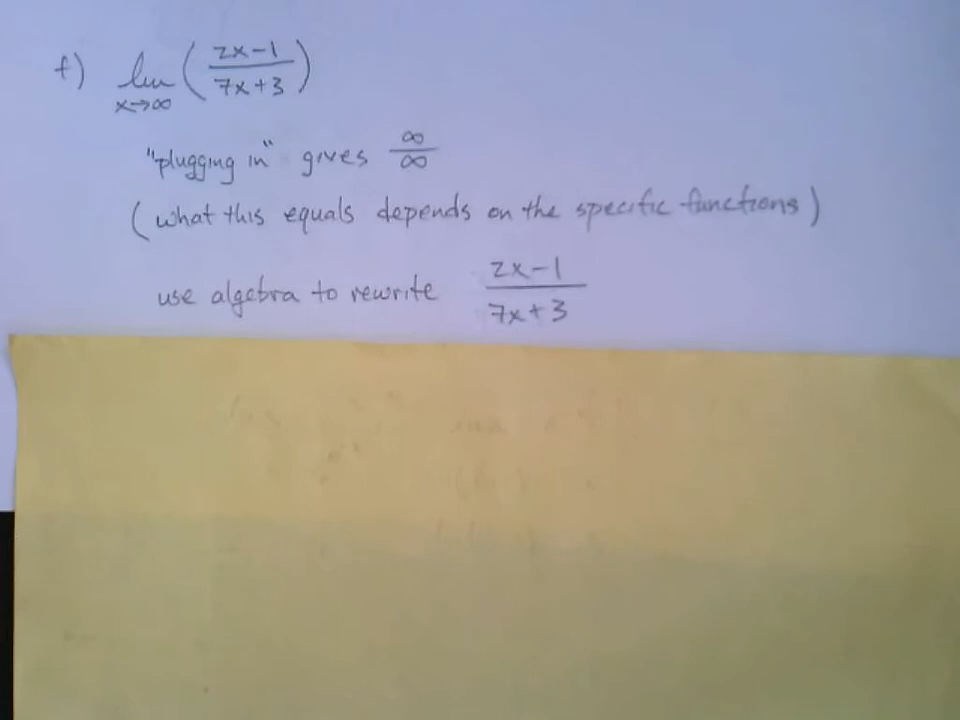 f) lim x→∞ (2x-1 / 7x+3)
"plugging in" gives ∞/∞
(what this equals depends on the specific functions)
use algebra to rewrite 2x-1 / 7x+3